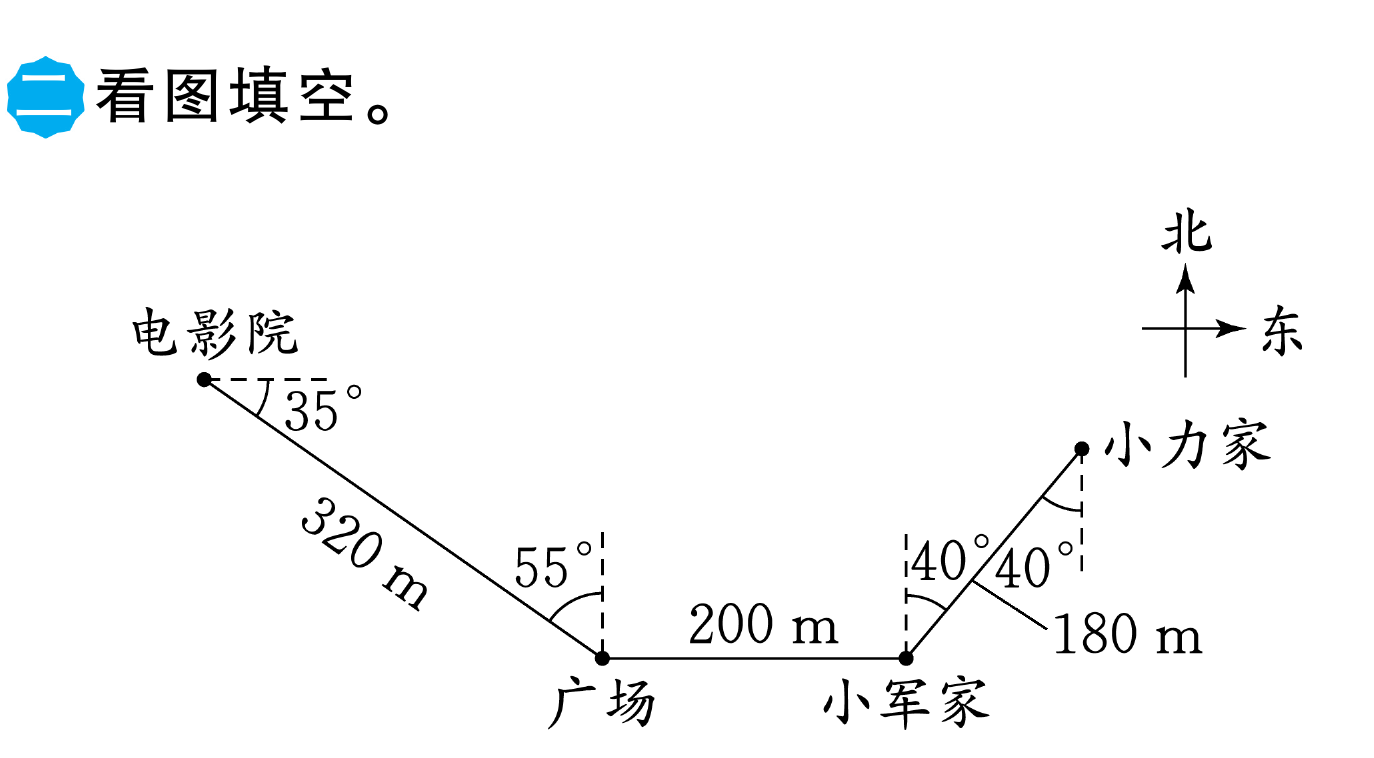 二 看图填空。
北
东
电影院
35°
小力家
320 m
55°
40°
40°
200 m
180 m
广场
小军家